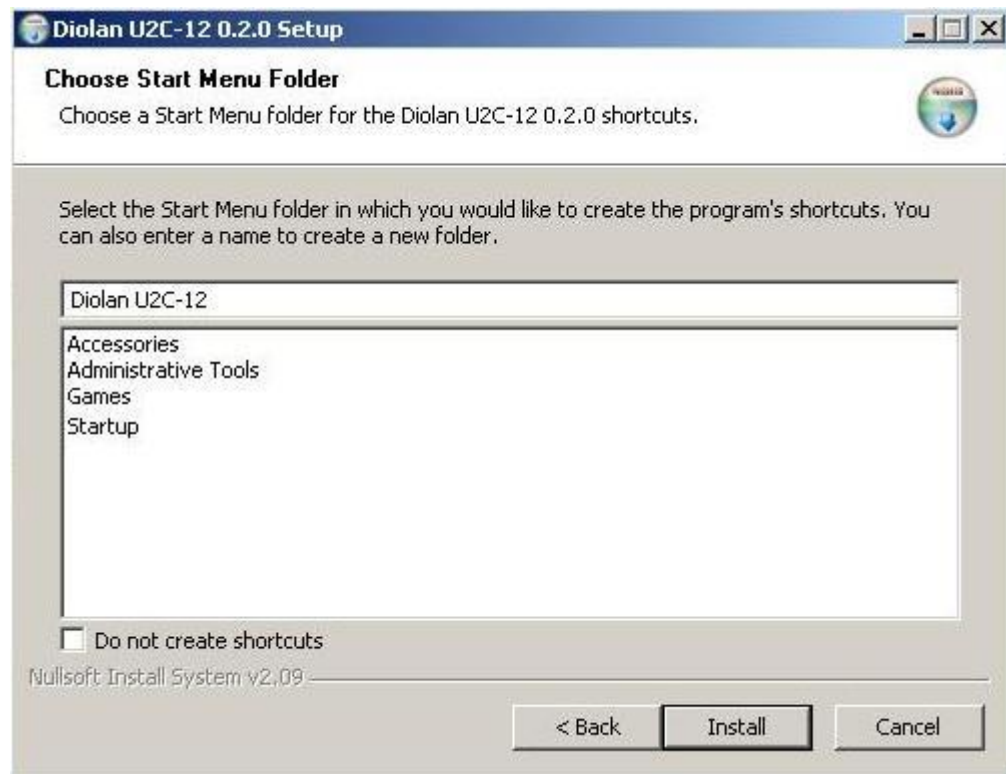 Diolan U2C-12 0.2.0 Setup
Choose Start Menu Folder
Choose a Start Menu folder for the Diolan U2C-12 0.2.0 shortcuts.
Select the Start Menu folder in which you would like to create the program's shortcuts. You
can also enter a name to create a new folder.
Diolan U2C-12
Accessories
Administrative Tools
Games
Startup
Do not create shortcuts
Nullsoft Install System v2.09
< Back
Install
Cancel